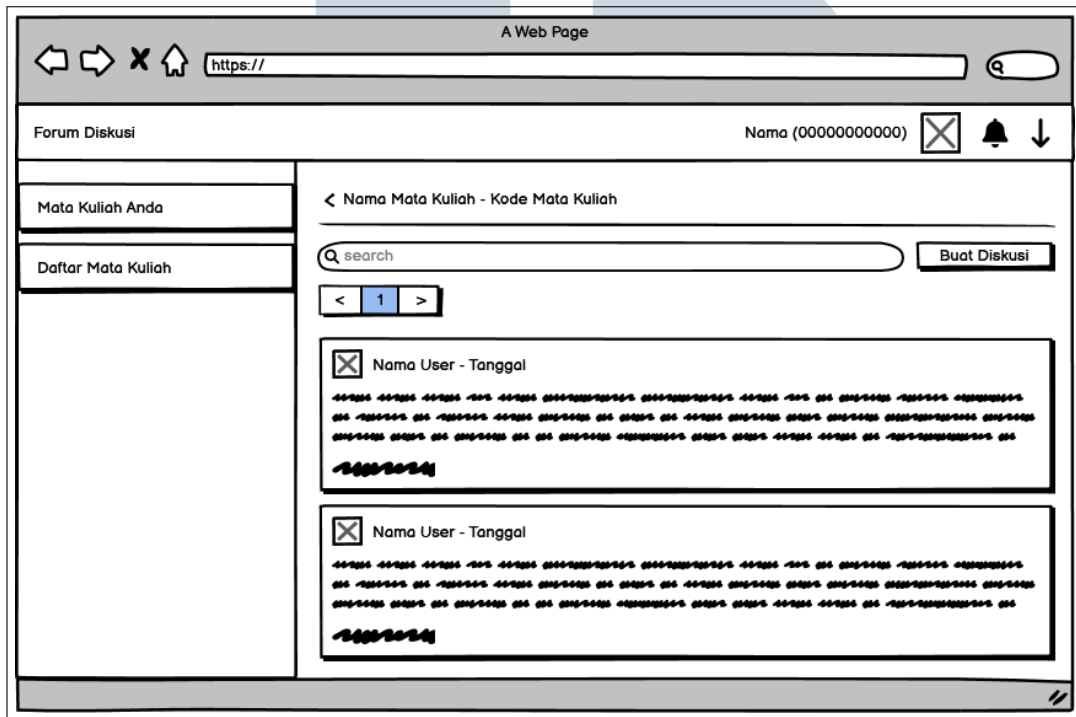 A Web Page
https://
Forum Diskusi
Nama (00000000000)
Mata Kuliah Anda
Daftar Mata Kuliah
< Nama Mata Kuliah - Kode Mata Kuliah
search
Buat Diskusi
< 1 >
Nama User - Tanggal
Nama User - Tanggal